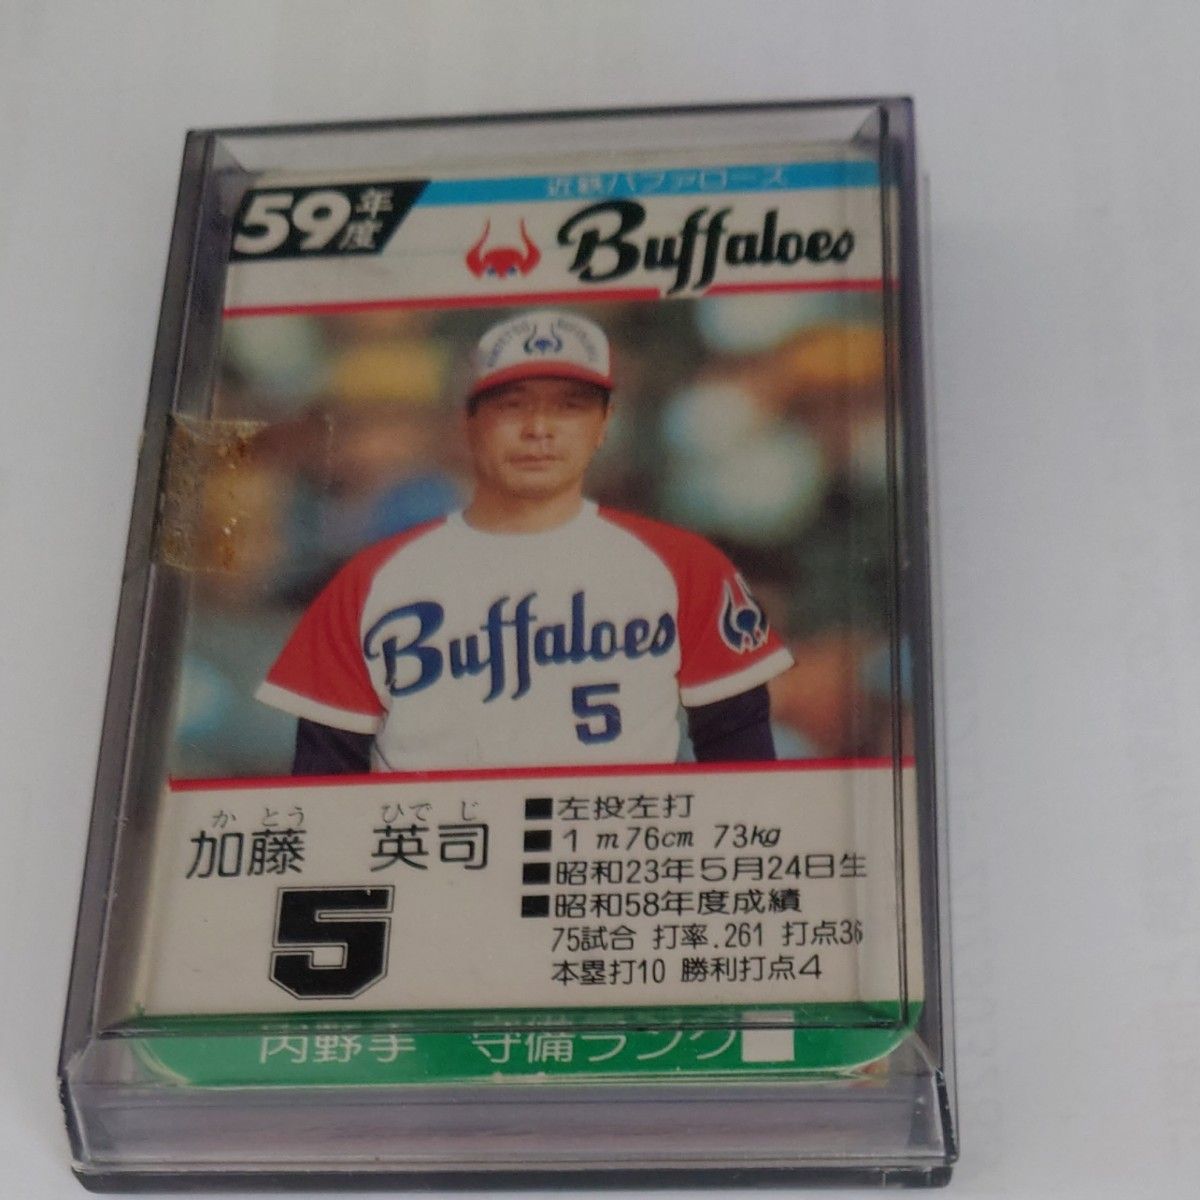 59年度
近鉄バファローズ
Buffaloes
Buffaloes
5
かとう ひでじ
加藤 英司
5
■左投左打
■1m76cm 73kg
■昭和23年5月24日生
■昭和58年度成績
75試合 打率.261 打点36
本塁打10 勝利打点4
内野手 守備ランク